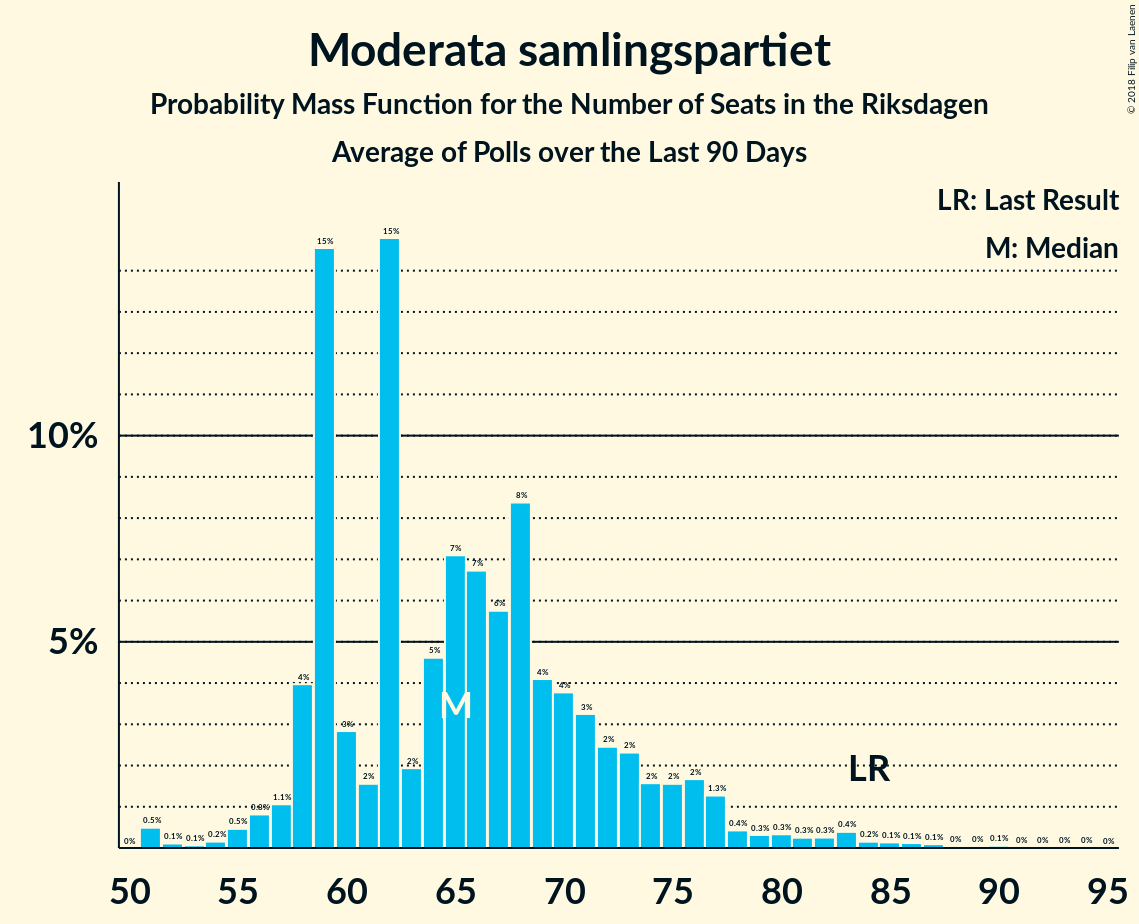 Moderata samlingspartiet
Probability Mass Function for the Number of Seats in the Riksdagen
Average of Polls over the Last 90 Days
© 2018 Filip van Laenen
LR: Last Result
M: Median
10%
5%
0% 0.5% 0.1% 0.1% 0.2% 0.5% 0.8% 1.1% 4% 15% 3% 2% 15% 2% 5% 7% 7% 6% 8% 4% 4% 3% 2% 2% 2% 2% 2% 1.3% 0.4% 0.3% 0.3% 0.3% 0.3% 0.4% 0.2% 0.1% 0.1% 0.1% 0% 0% 0.1% 0% 0% 0% 0% 0%
M
LR
50 55 60 65 70 75 80 85 90 95